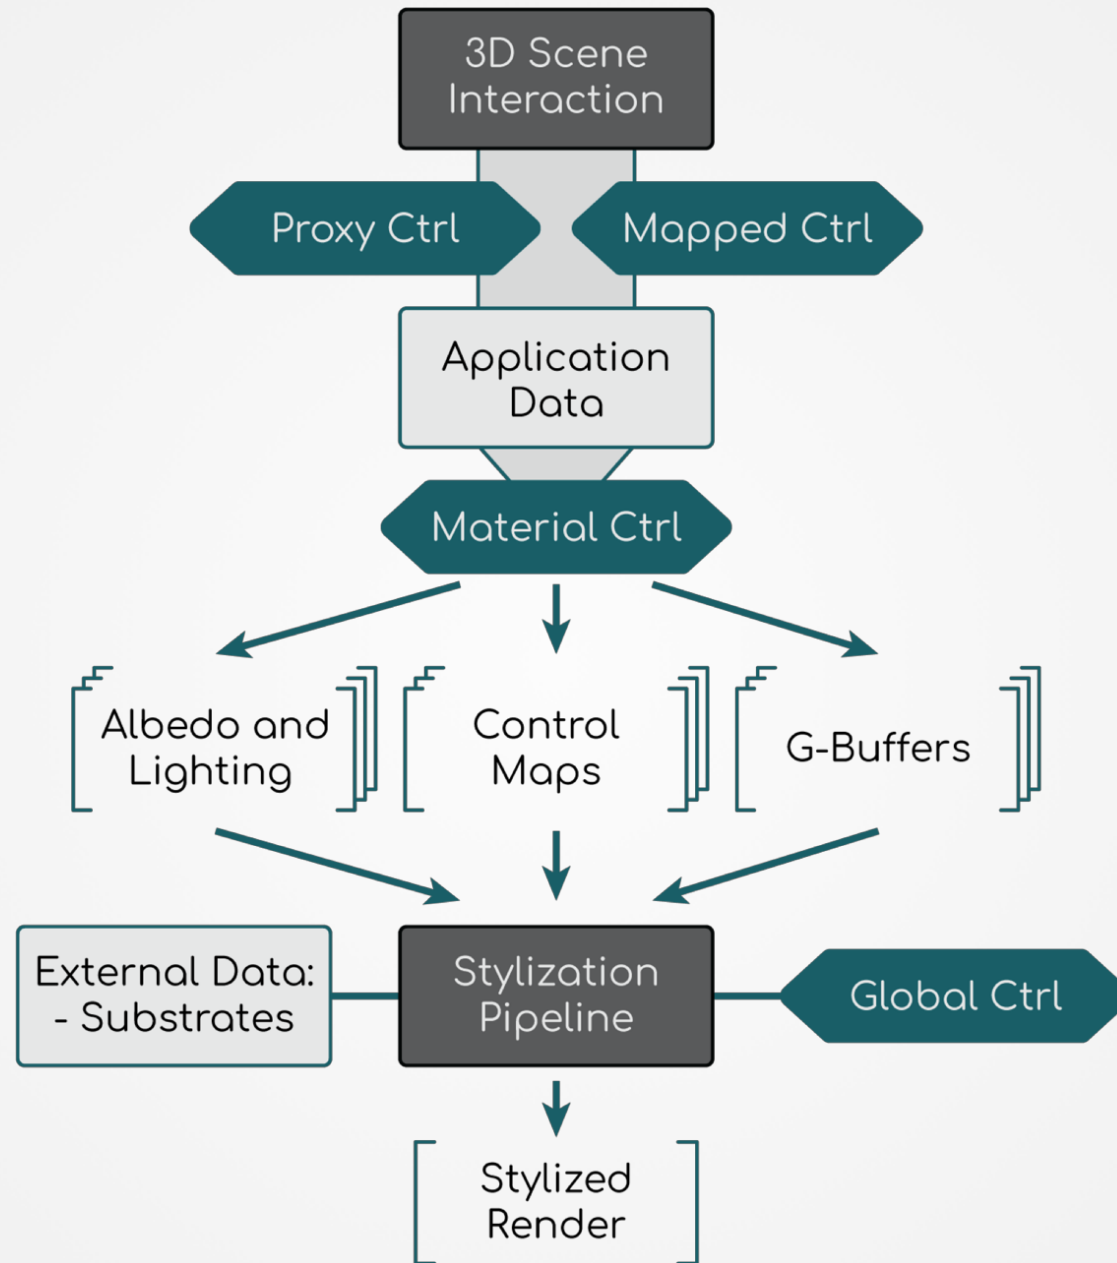 3D Scene
Interaction
Proxy Ctrl
Mapped Ctrl
Application
Data
Material Ctrl
Albedo and
Lighting
Control
Maps
G-Buffers
External Data:
- Substrates
Stylization
Pipeline
Global Ctrl
Stylized
Render